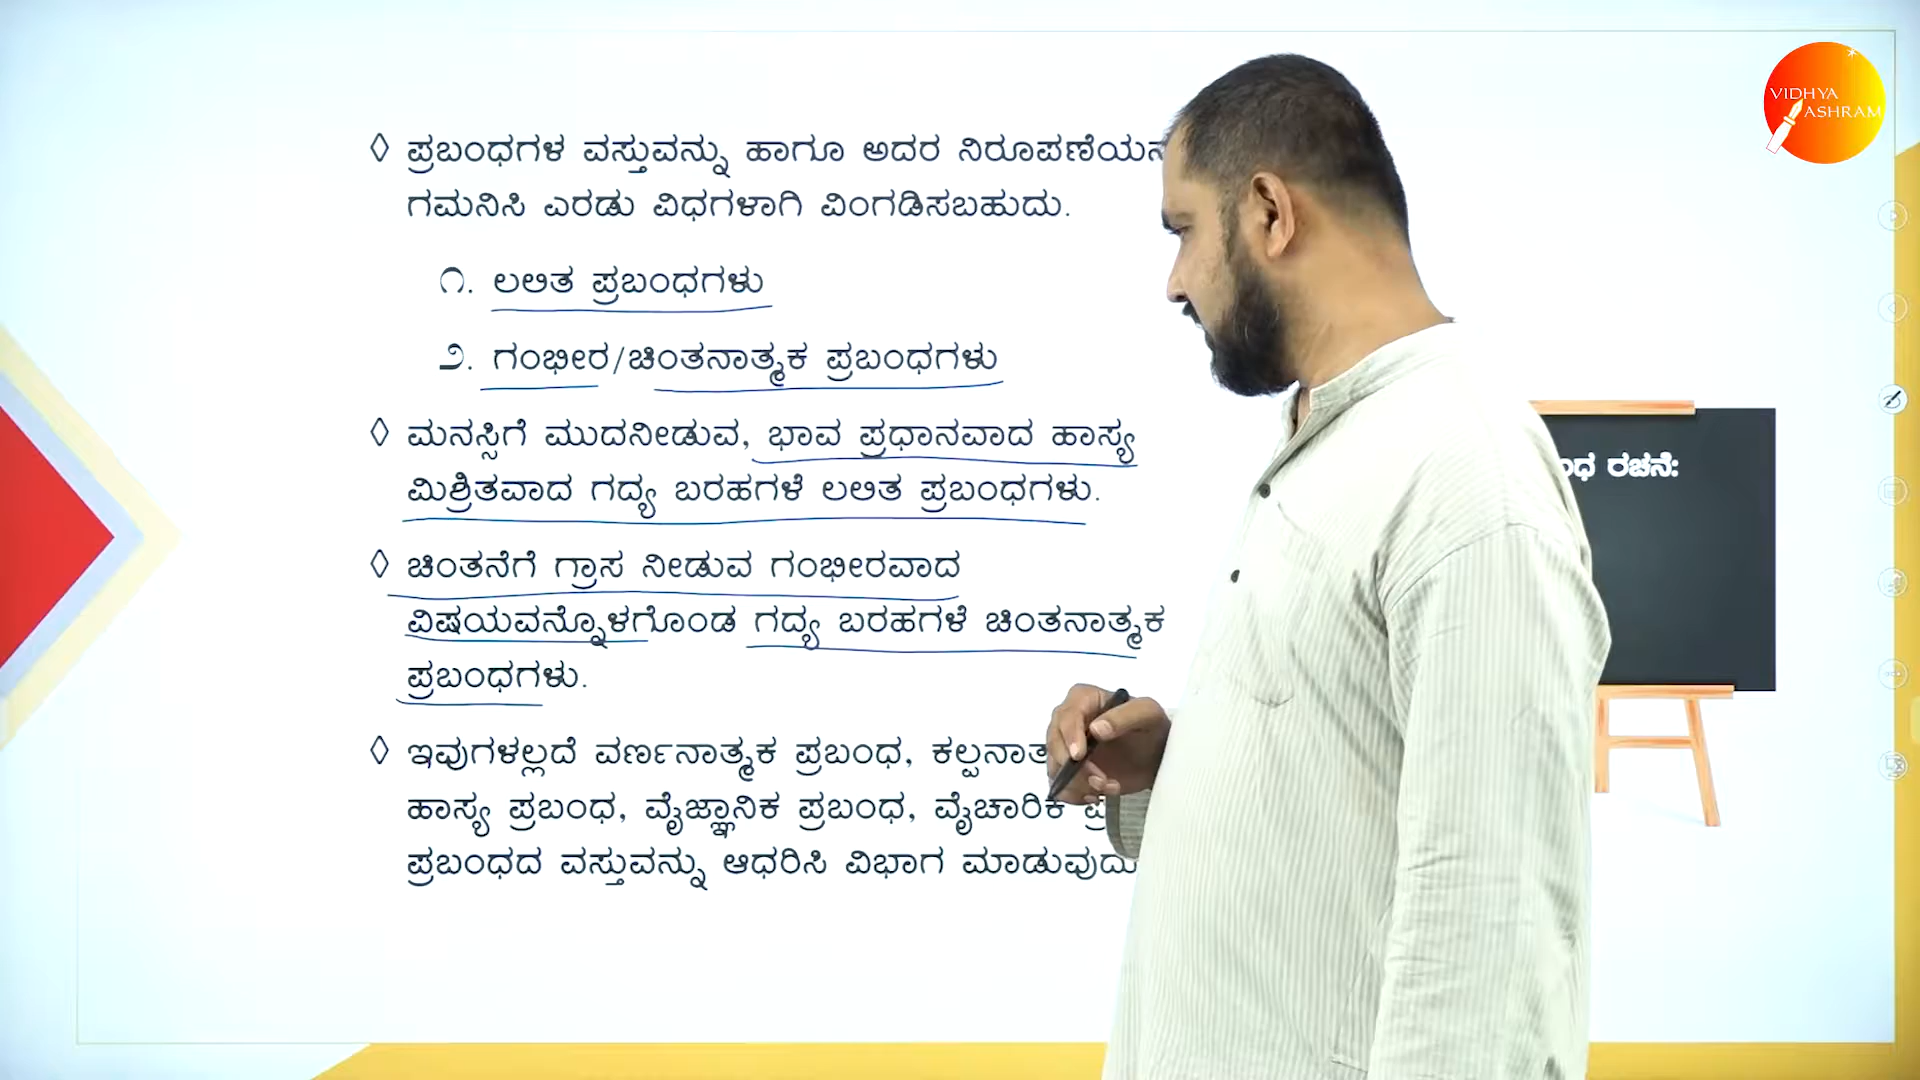 ◊ ಪ್ರಬಂಧಗಳ ವಸ್ತುವನ್ನು ಹಾಗೂ ಅದರ
ಗಮನಿಸಿ ಎರಡು ವಿಧಗಳಾಗಿ ವಿಂಗಡಿಸಬಹುದು.
೧. ಲಲಿತ ಪ್ರಬಂಧಗಳು
೨. ಗಂಭೀರ/ಚಿಂತನಾತ್ಮಕ ಪ್ರಬಂಧಗಳು
◊ ಮನಸ್ಸಿಗೆ ಮುದನೀಡುವ, ಭಾವ ಪ್ರಧಾನವಾದ ಹಾಸ್ಯ
ಮಿಶ್ರಿತವಾದ ಗದ್ಯ ಬರಹಗಳೆ ಲಲಿತ ಪ್ರಬಂಧಗಳು.
◊ ಚಿಂತನೆಗೆ ಗ್ರಾಸ ನೀಡುವ ಗಂಭೀರವಾದ
ವಿಷಯವನ್ನೊಳಗೊಂಡ ಗದ್ಯ ಬರಹಗಳೆ ಚಿಂತನಾತ್ಮಕ
ಪ್ರಬಂಧಗಳು.
◊ ಇವುಗಳಲ್ಲದೆ ವರ್ಣನಾತ್ಮಕ ಪ್ರಬಂಧ,
ಹಾಸ್ಯ ಪ್ರಬಂಧ, ವೈಜ್ಞಾನಿಕ ಪ್ರಬಂಧ, ವೈಚಾರಿಕ
ಪ್ರಬಂಧದ ವಸ್ತುವನ್ನು ಆಧರಿಸಿ ವಿಭಾಗ ಮಾಡುವುದು
ರಚನೆ:
VIDHYA
ASHRAM